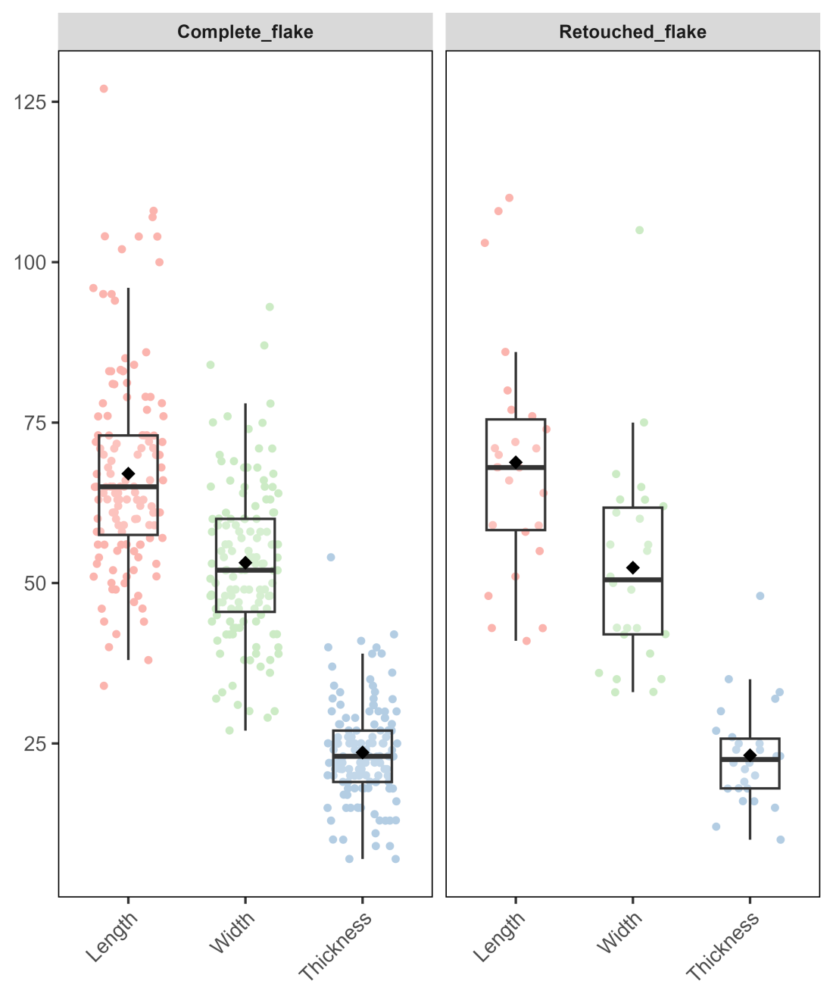 Complete_flake
Retouched_flake
125
100
75
50
25
Length
Width
Thickness
Length
Width
Thickness